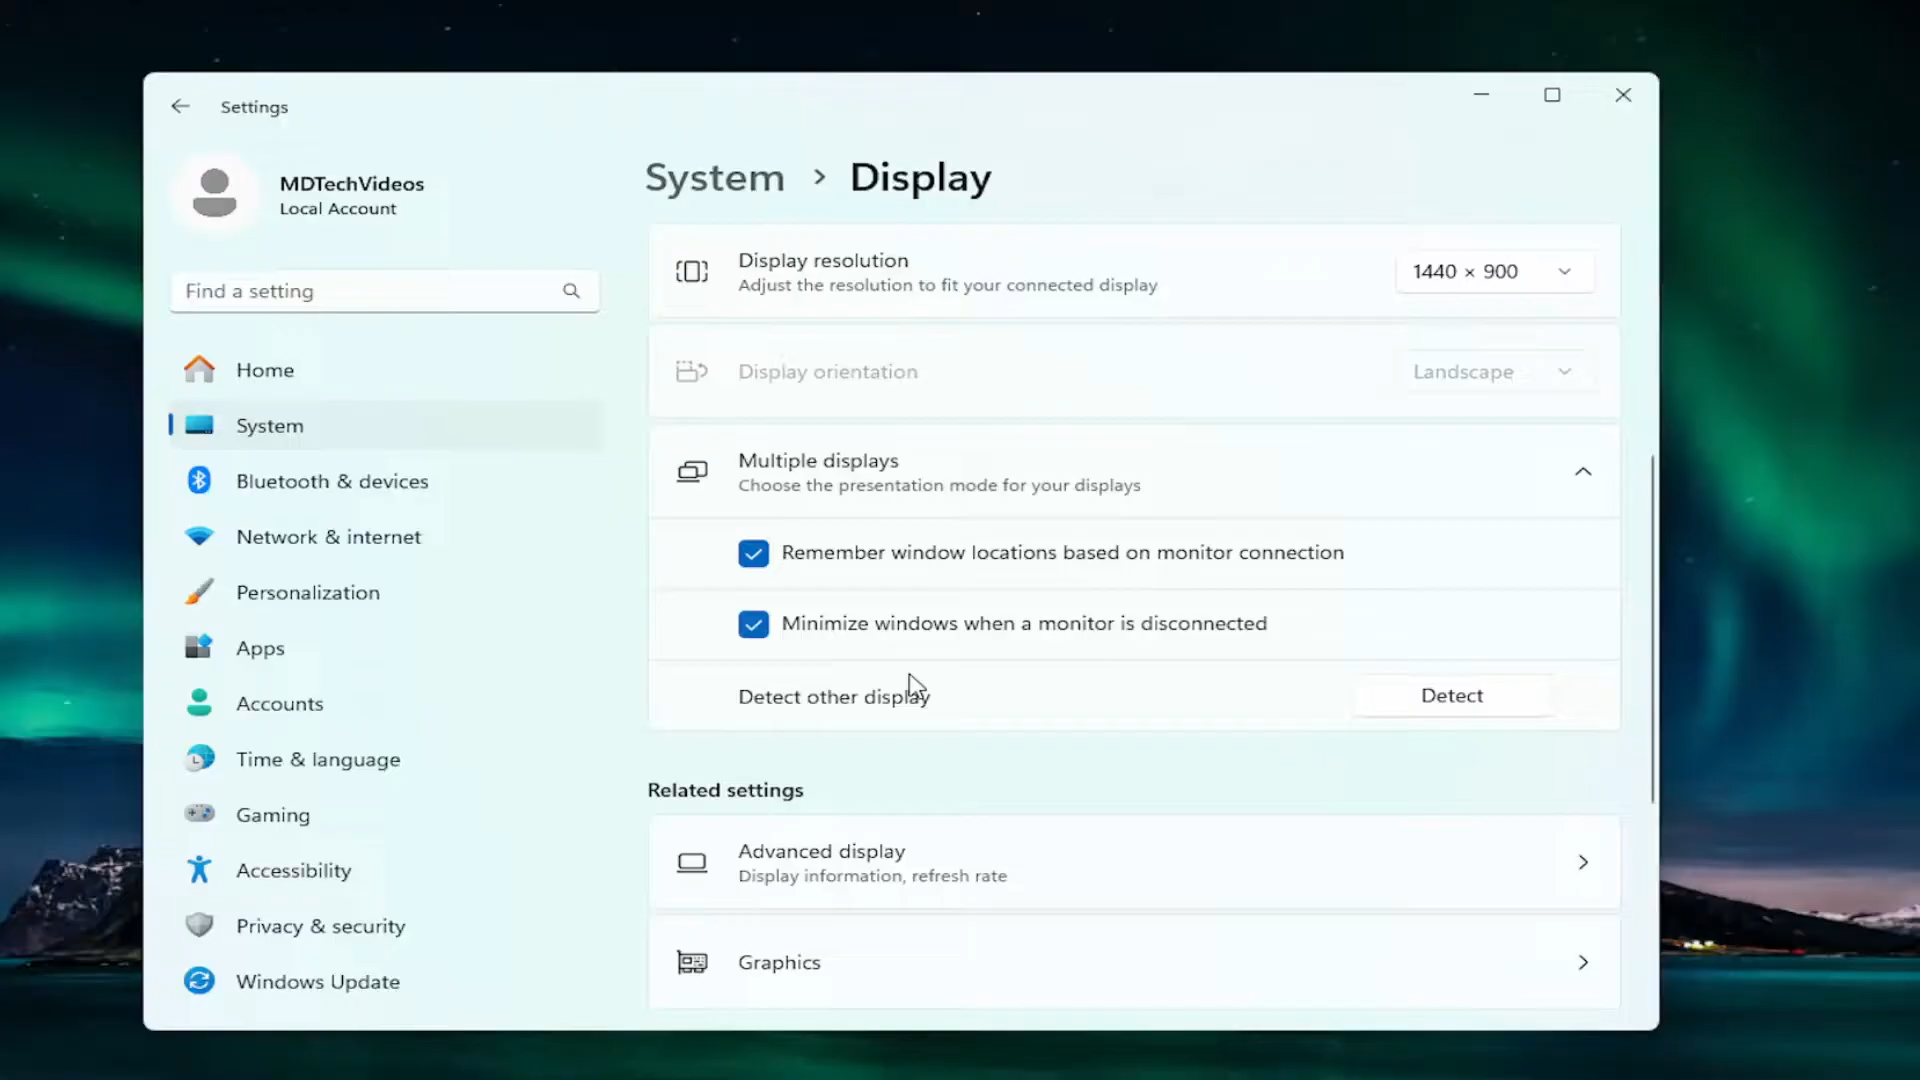 Settings
MDTechVideos
Local Account
Find a setting
Home
System
Bluetooth & devices
Network & internet
Personalization
Apps
Accounts
Time & language
Gaming
Accessibility
Privacy & security
Windows Update
System > Display
Display resolution
Adjust the resolution to fit your connected display
1440 × 900
Display orientation
Landscape
Multiple displays
Choose the presentation mode for your displays
Remember window locations based on monitor connection
Minimize windows when a monitor is disconnected
Detect other display
Detect
Related settings
Advanced display
Display information, refresh rate
Graphics